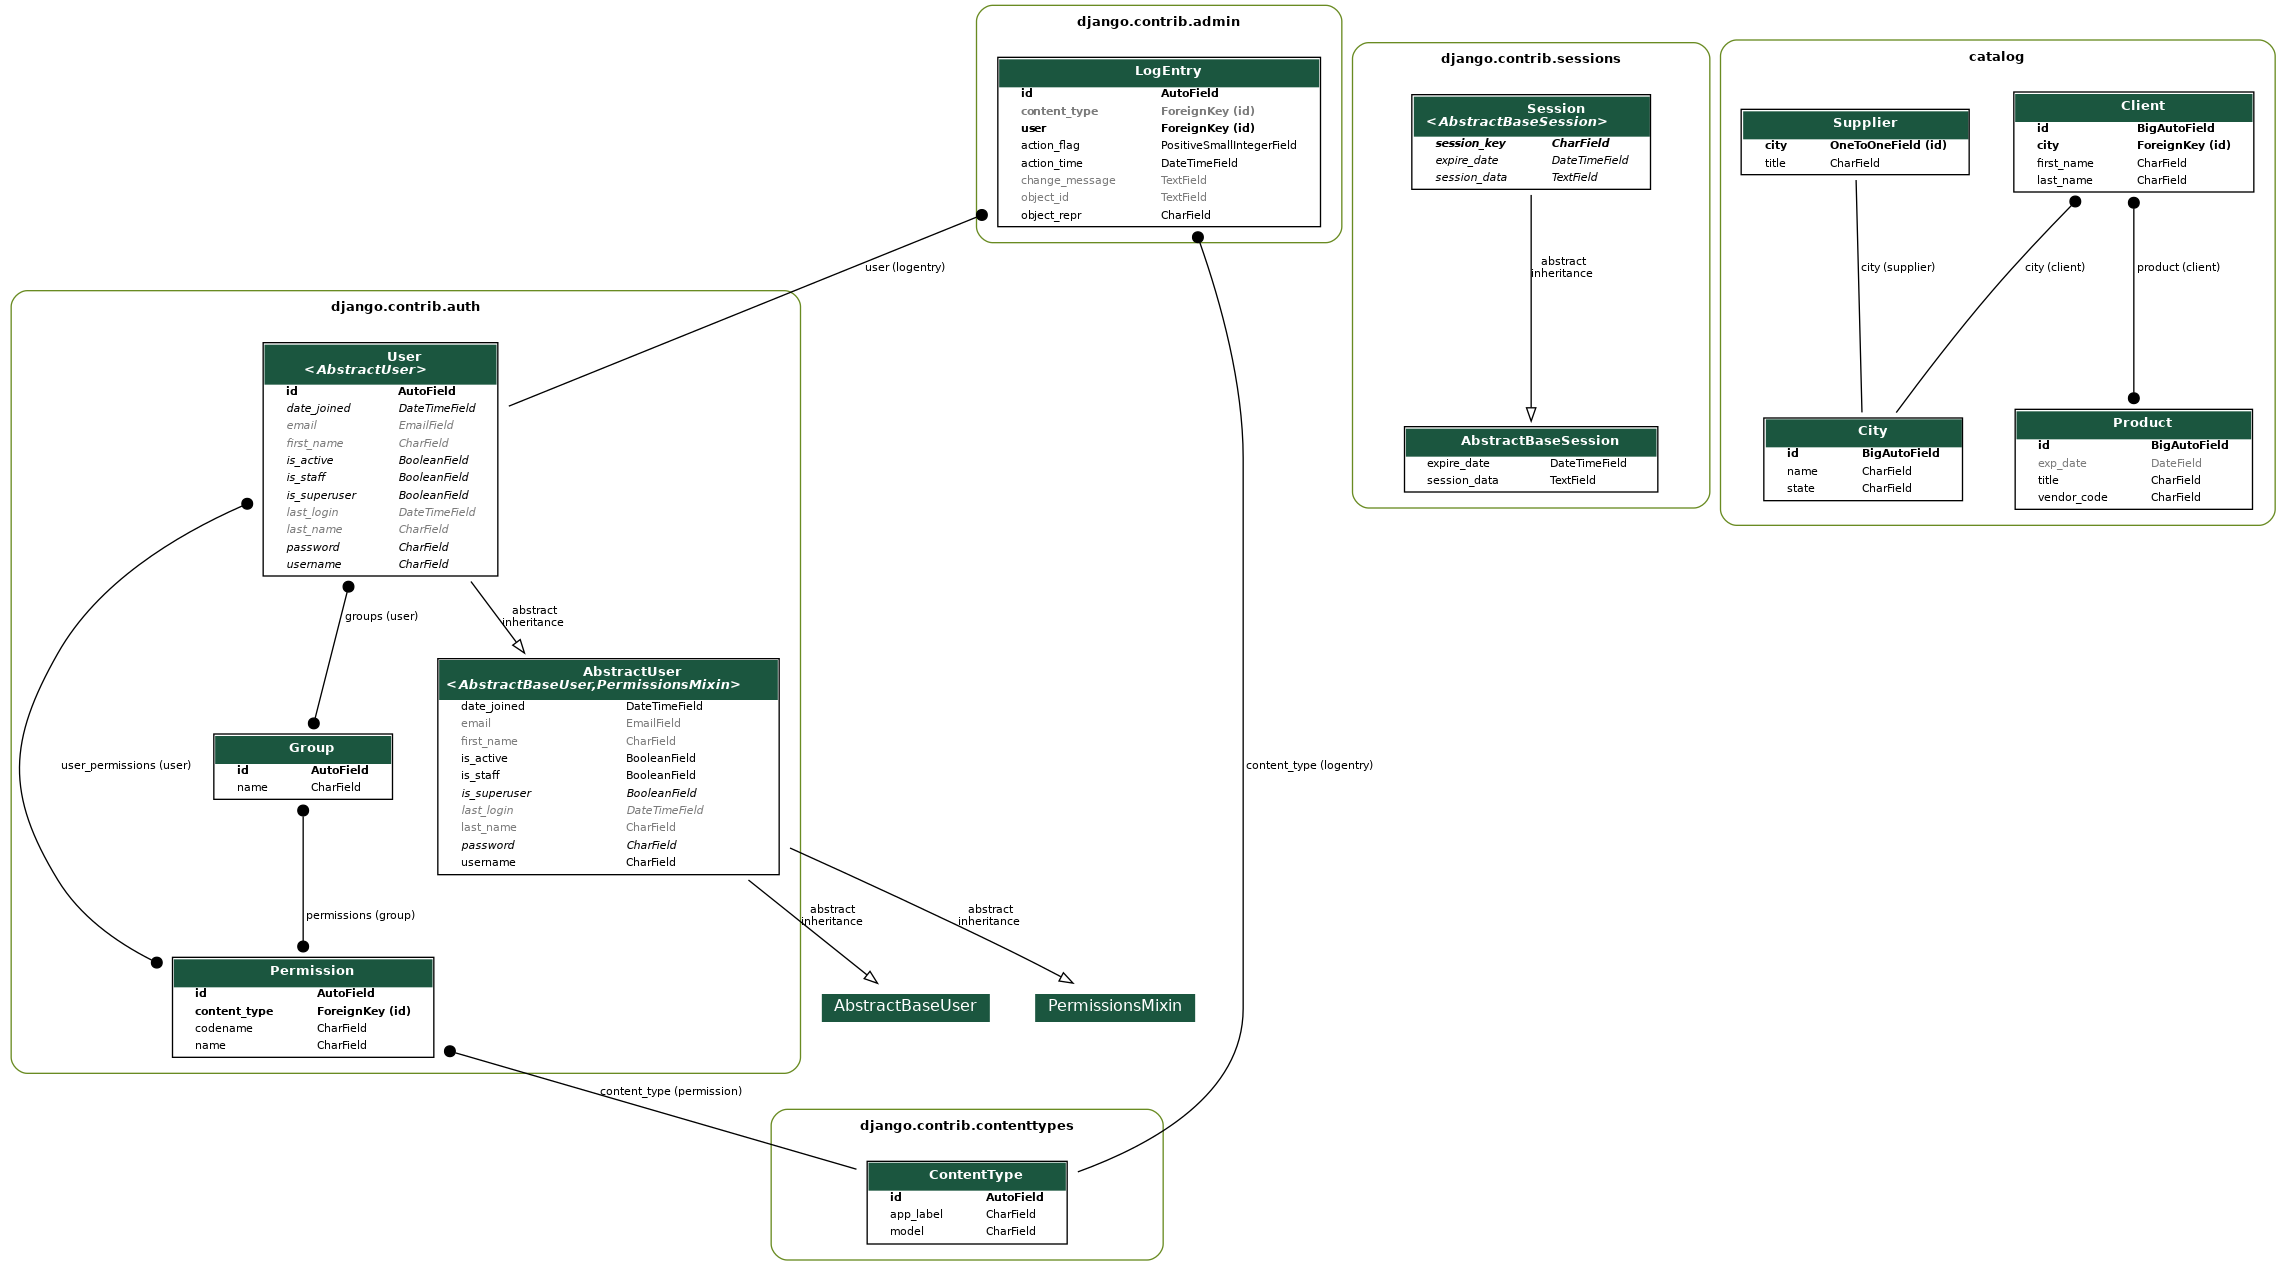 django.contrib.admin
LogEntry
id AutoField
content_type ForeignKey (id)
user ForeignKey (id)
action_flag PositiveSmallIntegerField
action_time DateTimeField
change_message TextField
object_id TextField
object_repr CharField
django.contrib.sessions
Session
<AbstractBaseSession>
session_key CharField
expire_date DateTimeField
session_data TextField
abstract
inheritance
AbstractBaseSession
expire_date DateTimeField
session_data TextField
catalog
Supplier
city OneToOneField (id)
title CharField
Client
id BigAutoField
city ForeignKey (id)
first_name CharField
last_name CharField
city (supplier)
city (client)
product (client)
City
id BigAutoField
name CharField
state CharField
Product
id BigAutoField
exp_date DateField
title CharField
vendor_code CharField
user (logentry)
django.contrib.auth
User
<AbstractUser>
id AutoField
date_joined DateTimeField
email EmailField
first_name CharField
is_active BooleanField
is_staff BooleanField
is_superuser BooleanField
last_login DateTimeField
last_name CharField
password CharField
username CharField
groups (user)
abstract
inheritance
AbstractUser
<AbstractBaseUser,PermissionsMixin>
date_joined DateTimeField
email EmailField
first_name CharField
is_active BooleanField
is_staff BooleanField
is_superuser BooleanField
last_login DateTimeField
last_name CharField
password CharField
username CharField
user_permissions (user)
Group
id AutoField
name CharField
content_type (logentry)
permissions (group)
abstract
inheritance
abstract
inheritance
Permission
id AutoField
content_type ForeignKey (id)
codename CharField
name CharField
AbstractBaseUser
PermissionsMixin
content_type (permission)
django.contrib.contenttypes
ContentType
id AutoField
app_label CharField
model CharField